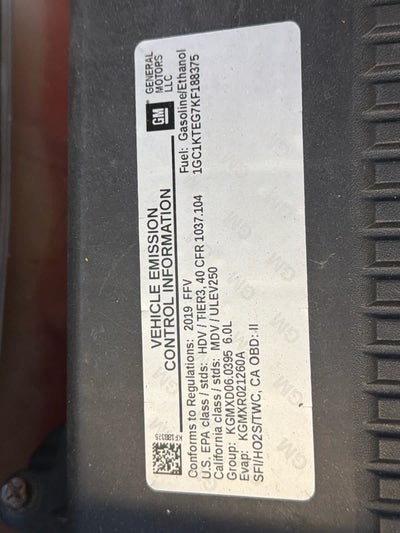 GM
GENERAL
MOTORS
LLC
VEHICLE EMISSION
CONTROL INFORMATION
Fuel: Gasoline/Ethanol
1GC1KTEG7KF188375
KF188375
Conforms to Regulations: 2019 FFV
U.S. EPA class / stds: HDV / TIER3, 40 CFR 1037.104
California class / stds: MDV / ULEV250
Group: KGMXD06.0395 6.0L
Evap: KGMXR021260A
SFI/HO2S/TWC, CA OBD: II